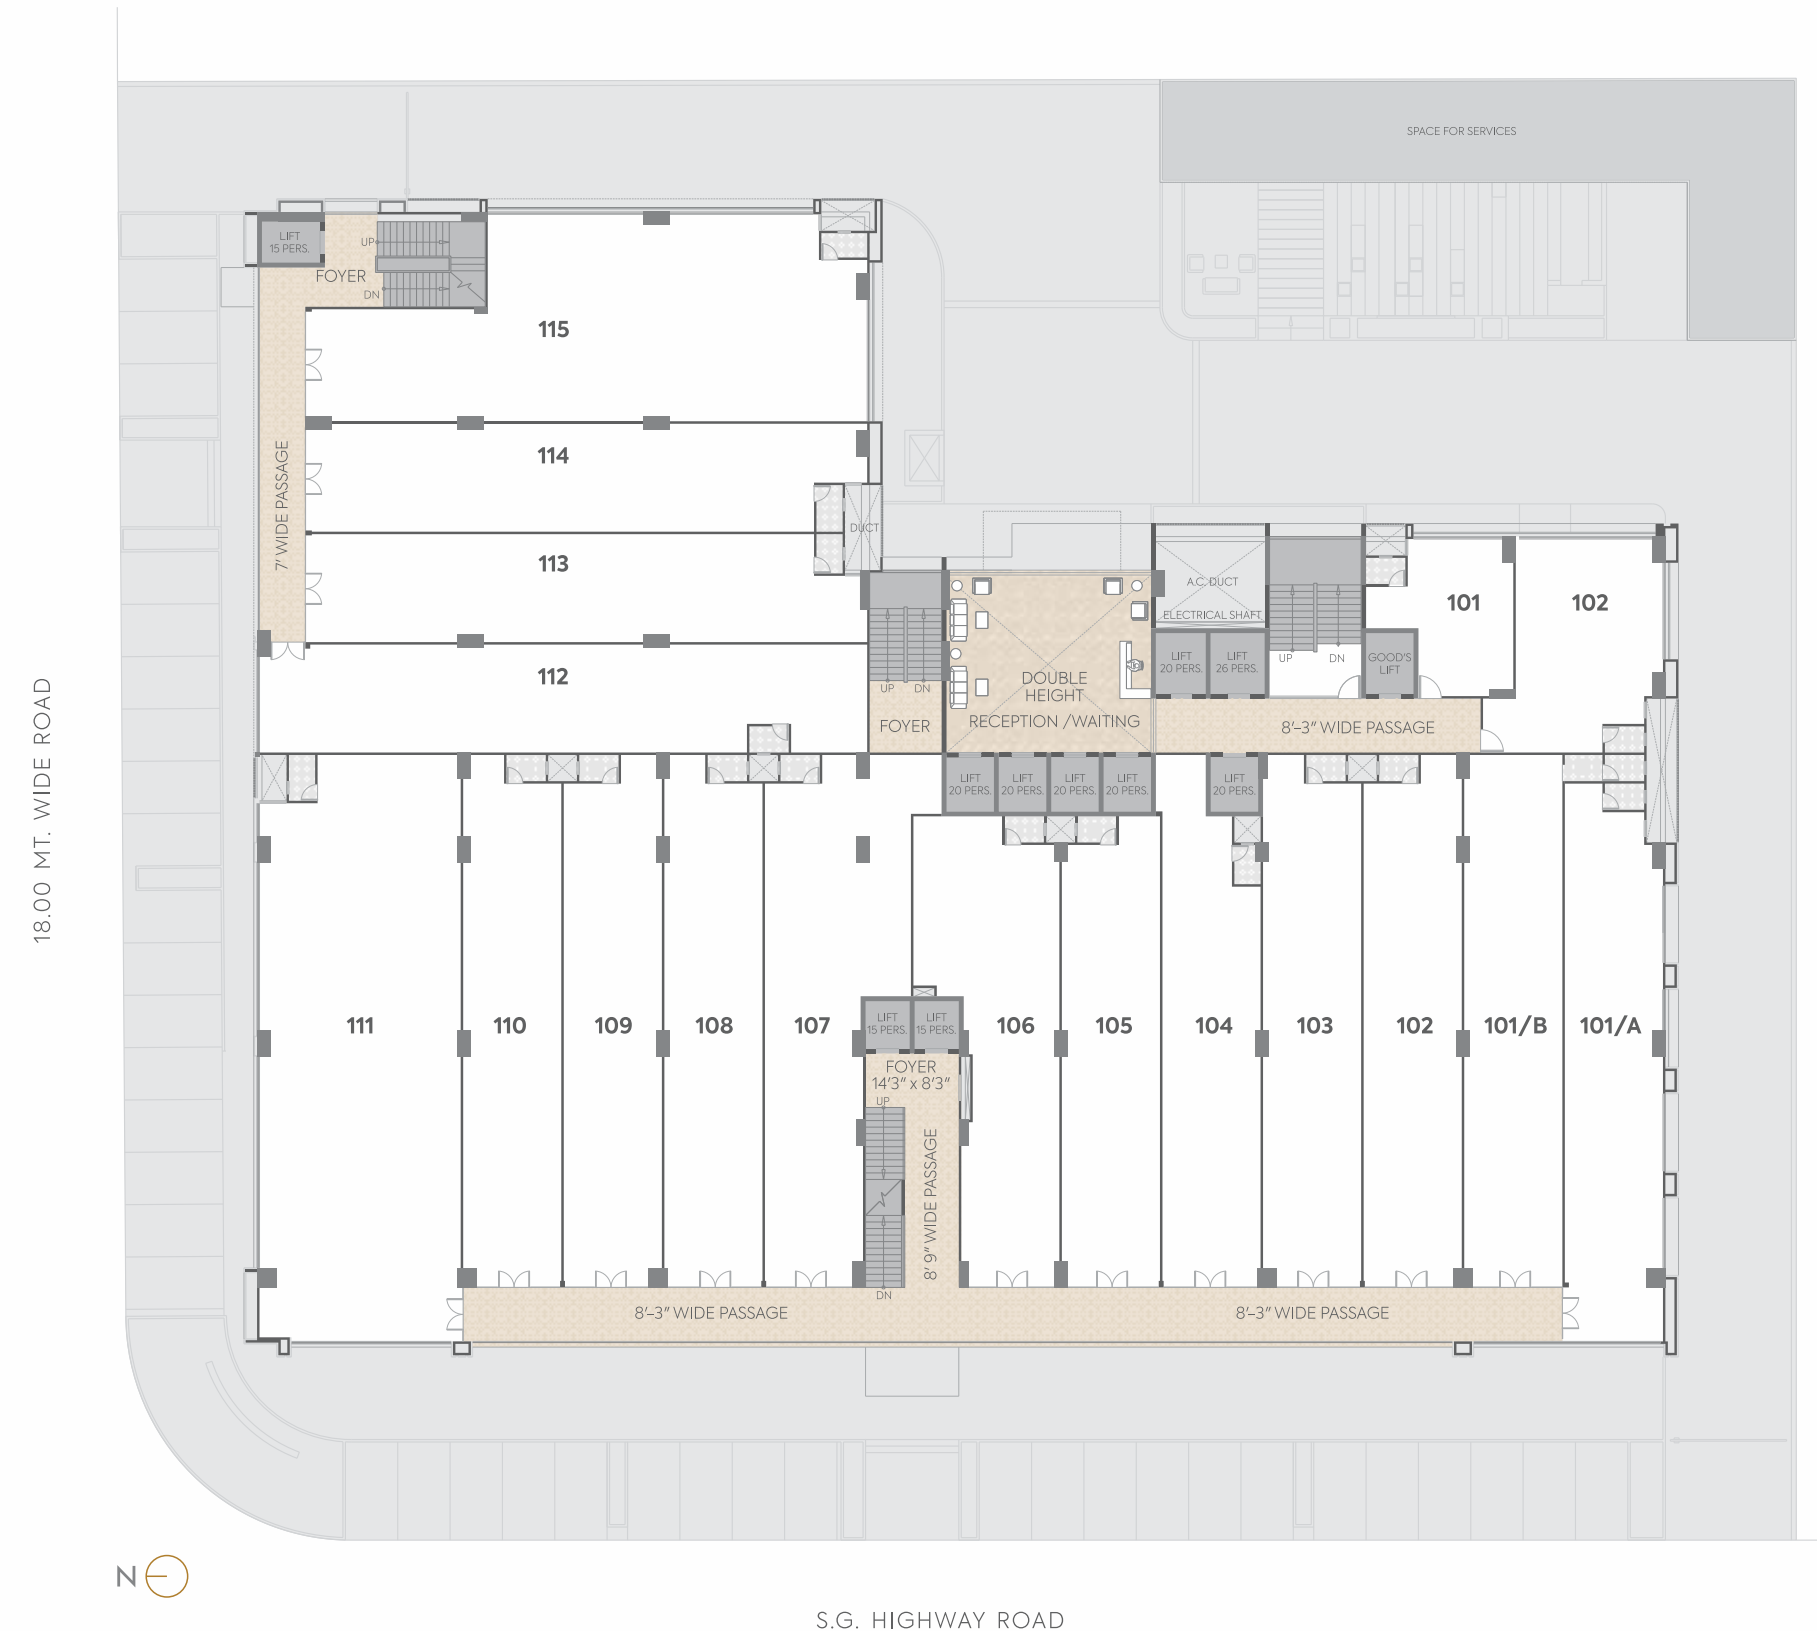 SPACE FOR SERVICES
LIFT
15 PERS.
UP
FOYER
DN
115
7' WIDE PASSAGE
114
DUCT
113
112
UP DN
FOYER
DOUBLE
HEIGHT
RECEPTION /WAITING
A.C. DUCT
ELECTRICAL SHAFT
LIFT
20 PERS.
LIFT
26 PERS.
UP DN
GOOD'S
LIFT
101
102
8'–3" WIDE PASSAGE
LIFT
20 PERS.
LIFT
20 PERS.
LIFT
20 PERS.
LIFT
20 PERS.
LIFT
20 PERS.
18.00 MT. WIDE ROAD
111
110
109
108
107
LIFT
15 PERS.
LIFT
15 PERS.
106
105
104
103
102
101/B
101/A
FOYER
14'3" x 8'3"
UP
8' 9" WIDE PASSAGE
DN
8'–3" WIDE PASSAGE
8'–3" WIDE PASSAGE
N
S.G. HIGHWAY ROAD